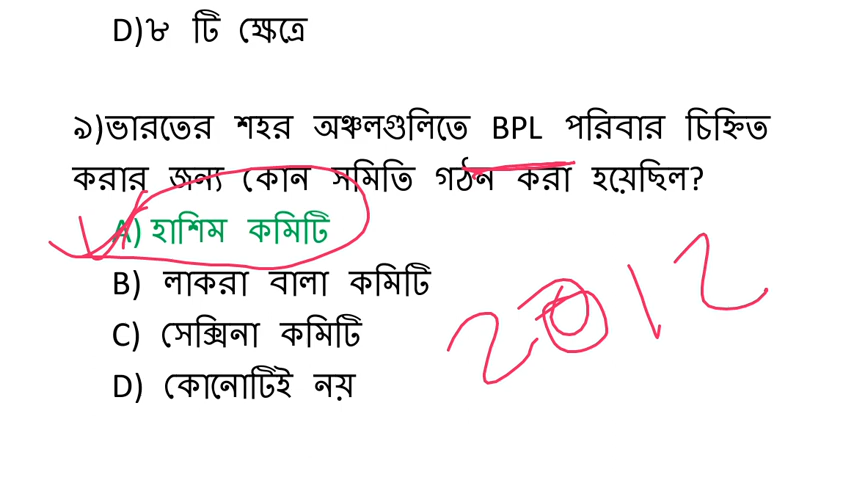 D)৮ টি ক্ষেত্রে
৯)ভারতের শহর অঞ্চলগুলিতে BPL পরিবার চিহ্নিত
করার জন্য কোন সমিতি গঠন করা হয়েছিল?
A) হাশিম কমিটি
B) লাকরা বালা কমিটি
C) সেক্সিনা কমিটি
D) কোনোটিই নয়
2012